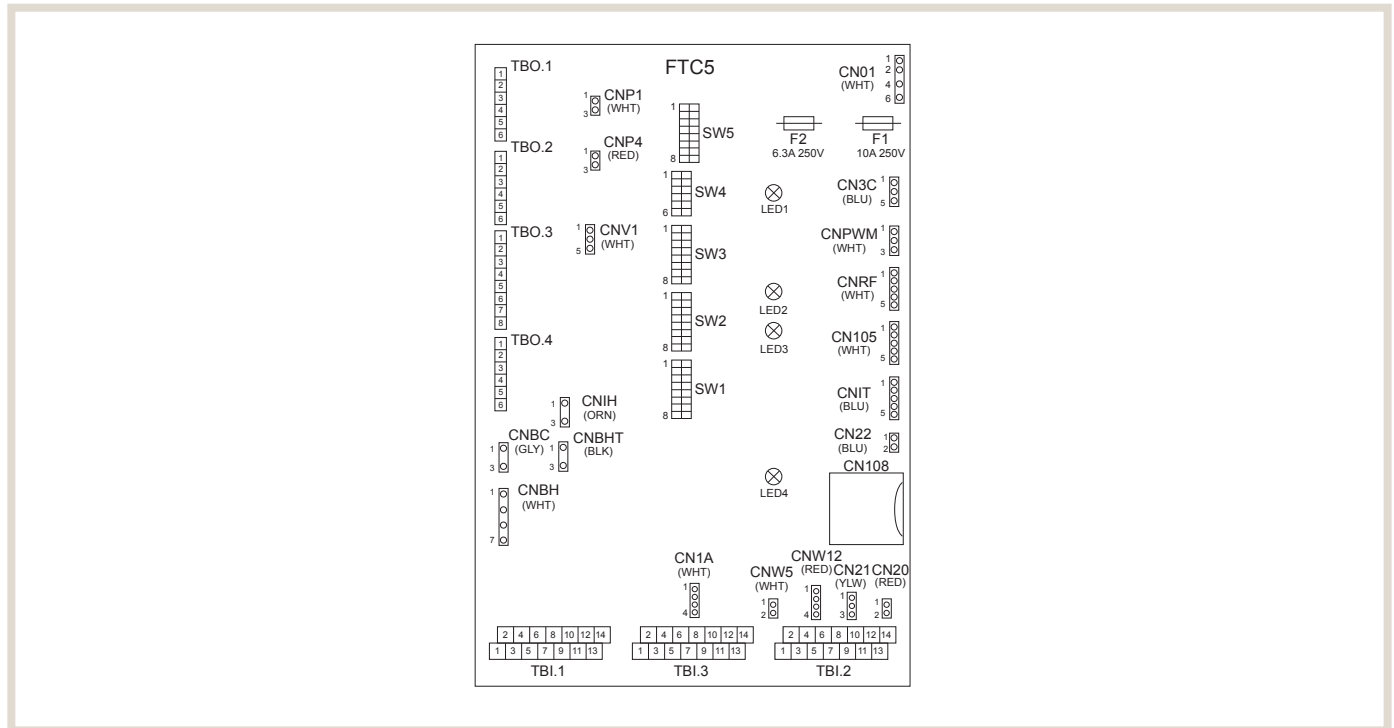 FTC5
TBO.1
1
2
3
4
5
6
TBO.2
1
2
3
4
5
6
TBO.3
1
2
3
4
5
6
7
8
TBO.4
1
2
3
4
5
6
1
CNP1
(WHT)
3
1
CNP4
(RED)
3
1
CNV1
(WHT)
5
1
CNIH
(ORN)
3
CNBC
(GLY)
1
3
CNBHT
(BLK)
1
3
1
CNBH
(WHT)
7
1
SW5
8
1
SW4
6
1
SW3
8
1
SW2
8
1
SW1
8
F2
6.3A 250V
F1
10A 250V
LED1
LED2
LED3
LED4
CN01
(WHT)
1
2
4
6
CN3C
(BLU)
1
5
CNPWM
(WHT)
1
3
CNRF
(WHT)
1
5
CN105
(WHT)
1
5
CNIT
(BLU)
1
5
CN22
(BLU)
1
2
CN108
CN1A
(WHT)
1
4
CNW5
(WHT)
1
2
CNW12
(RED)
1
4
CN21
(YLW)
1
3
CN20
(RED)
1
2
2 4 6 8 10 12 14
1 3 5 7 9 11 13
TBI.1
2 4 6 8 10 12 14
1 3 5 7 9 11 13
TBI.3
2 4 6 8 10 12 14
1 3 5 7 9 11 13
TBI.2